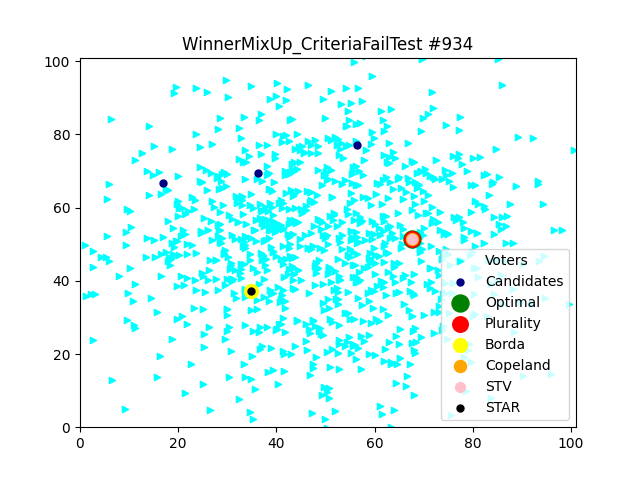 WinnerMixUp_CriteriaFailTest #934
100
80
60
40
20
0
0 20 40 60 80 100
Voters
Candidates
Optimal
Plurality
Borda
Copeland
STV
STAR